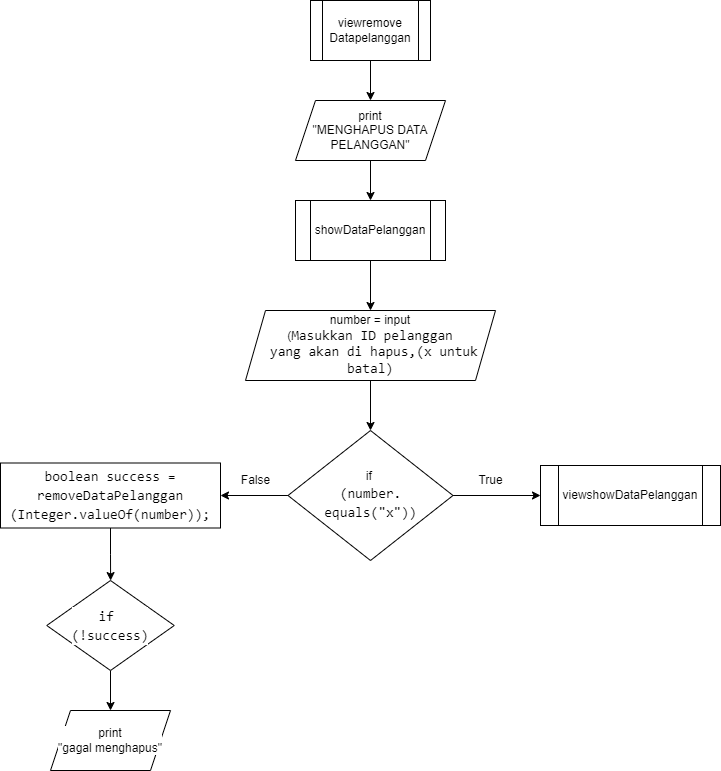 viewremove
Datapelanggan
print
"MENGHAPUS DATA
PELANGGAN"
showDataPelanggan
number = input
(Masukkan ID pelanggan
yang akan di hapus,(x untuk
batal)
if
(number.
equals("x"))
False
True
boolean success =
removeDataPelanggan
(Integer.valueOf(number));
viewshowDataPelanggan
if
(!success)
print
"gagal menghapus"